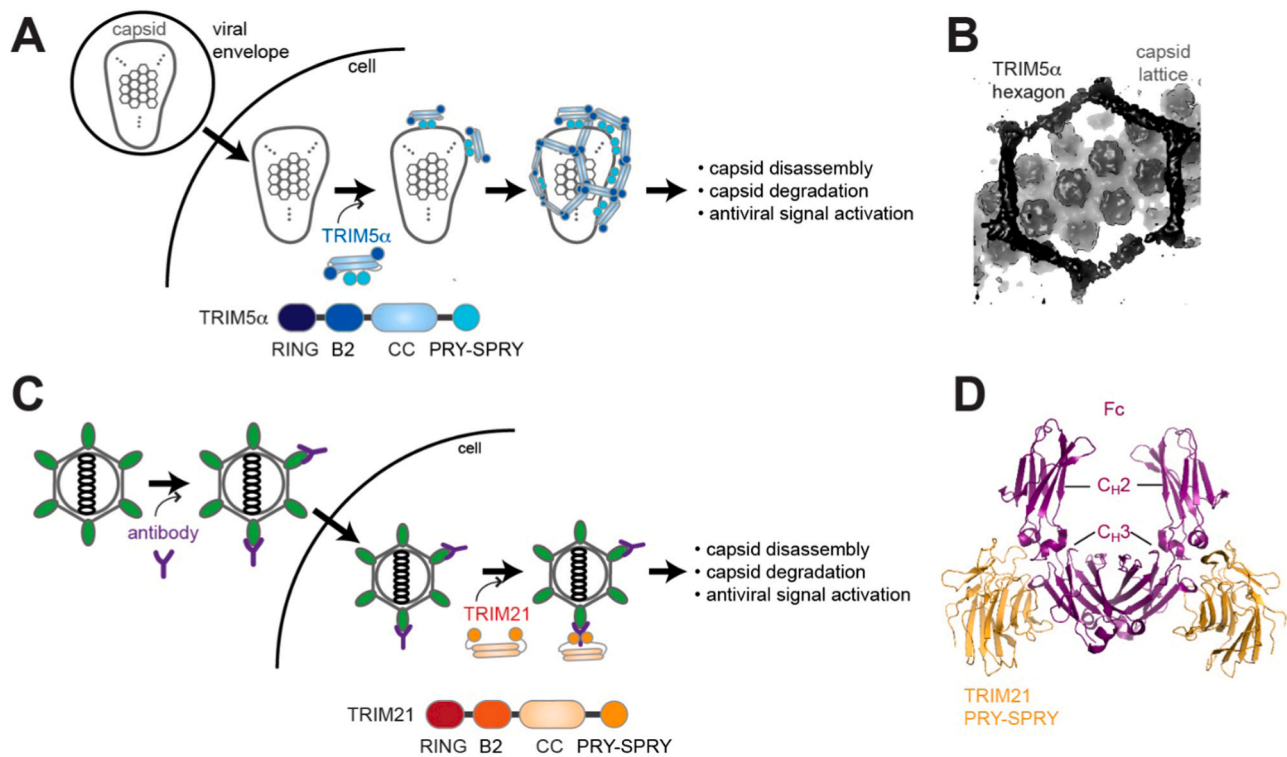 A
capsid
viral
envelope
cell
TRIM5α
• capsid disassembly
• capsid degradation
• antiviral signal activation
TRIM5α
RING B2 CC PRY-SPRY
B
TRIM5α
hexagon
capsid
lattice
C
antibody
cell
TRIM21
• capsid disassembly
• capsid degradation
• antiviral signal activation
TRIM21
RING B2 CC PRY-SPRY
D
Fc
CH2
CH3
TRIM21
PRY-SPRY